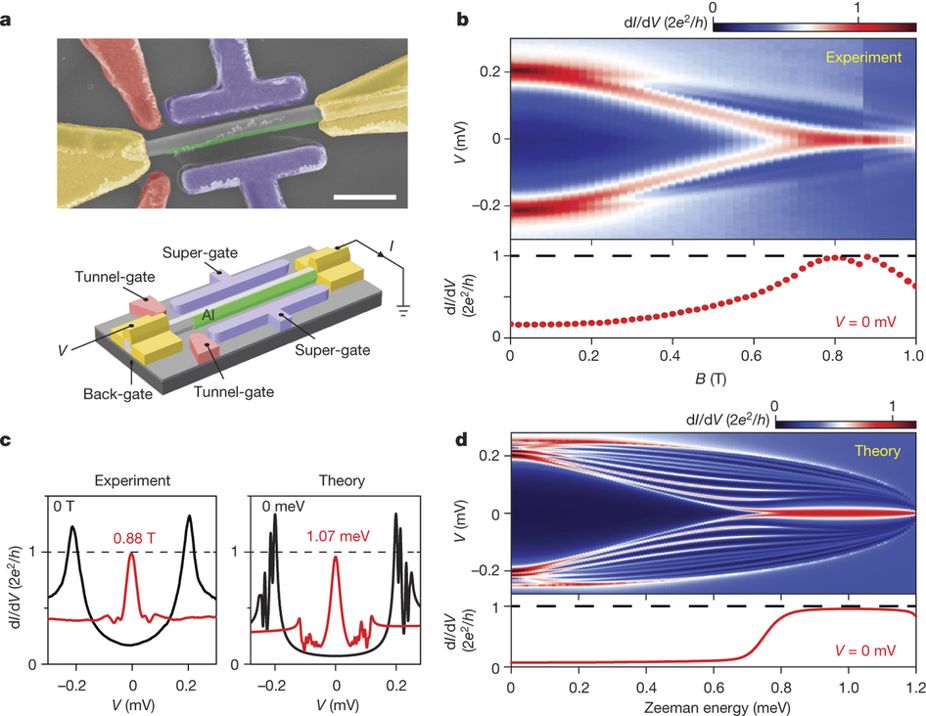 a
Super-gate
I
Tunnel-gate
Al
V
Super-gate
Back-gate
Tunnel-gate
b
0 1
dI/dV (2e²/h)
Experiment
0.2
0
−0.2
V (mV)
1
0
dI/dV
(2e²/h)
V = 0 mV
0 0.2 0.4 0.6 0.8 1.0
B (T)
c
Experiment
0 T
0.88 T
1
0
dI/dV (2e²/h)
−0.2 0 0.2
V (mV)
Theory
0 meV
1.07 meV
1
0
−0.2 0 0.2
V (mV)
d
0 1
dI/dV (2e²/h)
Theory
0.2
0
−0.2
V (mV)
1
0
dI/dV
(2e²/h)
V = 0 mV
0 0.2 0.4 0.6 0.8 1.0 1.2
Zeeman energy (meV)